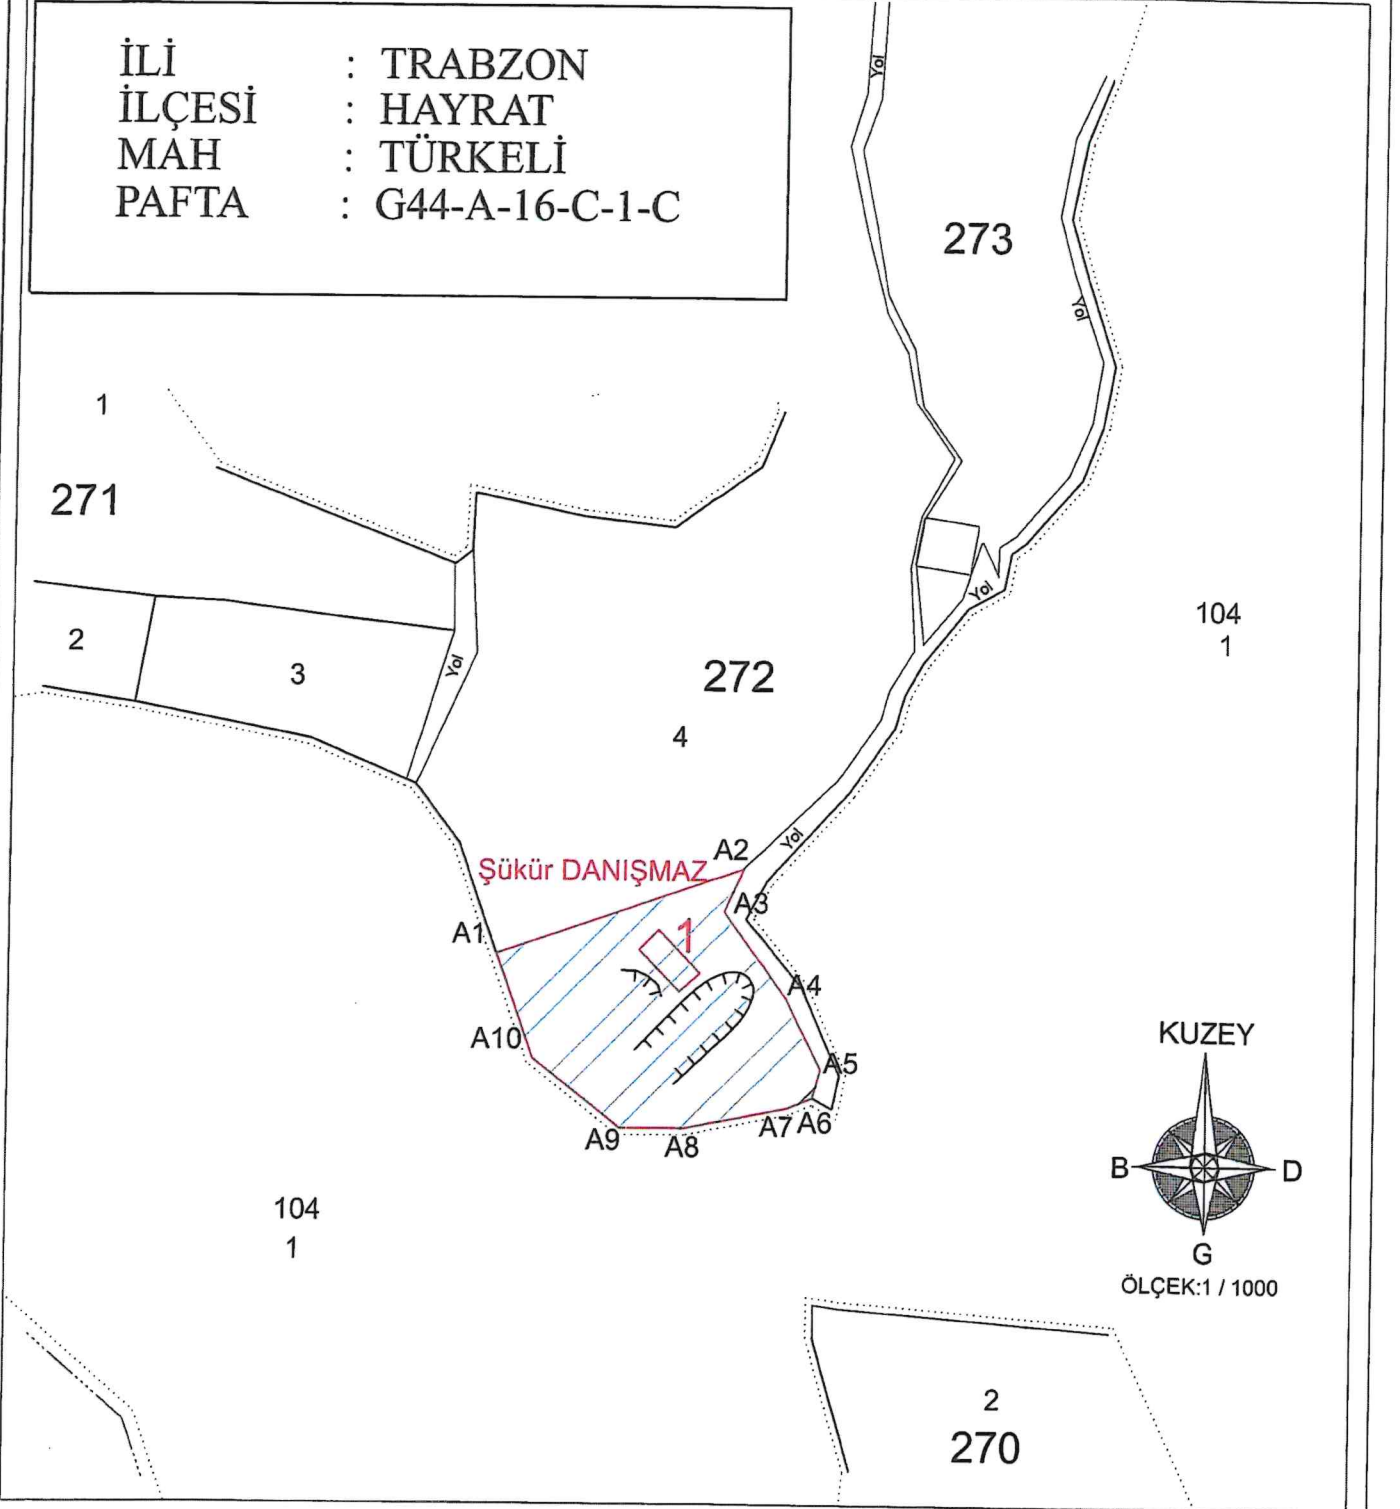 İLİ : TRABZON
İLÇESİ : HAYRAT
MAH : TÜRKELİ
PAFTA : G44-A-16-C-1-C
Yol
273
Yol
1
271
2
3
Yol
272
4
Yol
104
1
Yol
A2
Şükür DANIŞMAZ
A3
A1
1
A4
A10
A5
A7
A6
A9
A8
KUZEY
B
D
G
ÖLÇEK:1 / 1000
104
1
2
270